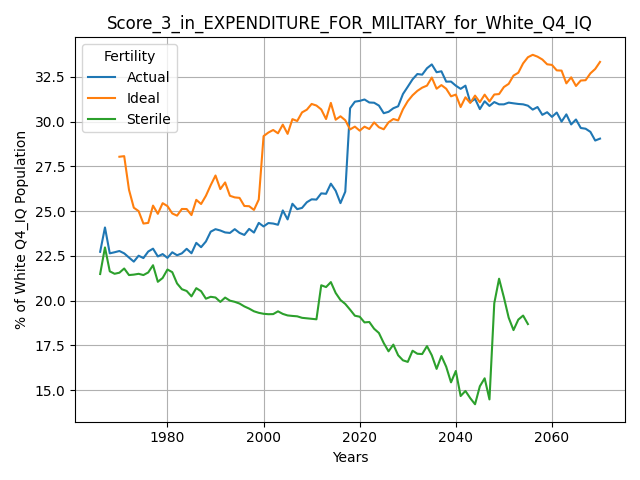 Score_3_in_EXPENDITURE_FOR_MILITARY_for_White_Q4_IQ
Fertility
Actual
Ideal
Sterile
% of White Q4_IQ Population
32.5
30.0
27.5
25.0
22.5
20.0
17.5
15.0
1980 2000 2020 2040 2060
Years